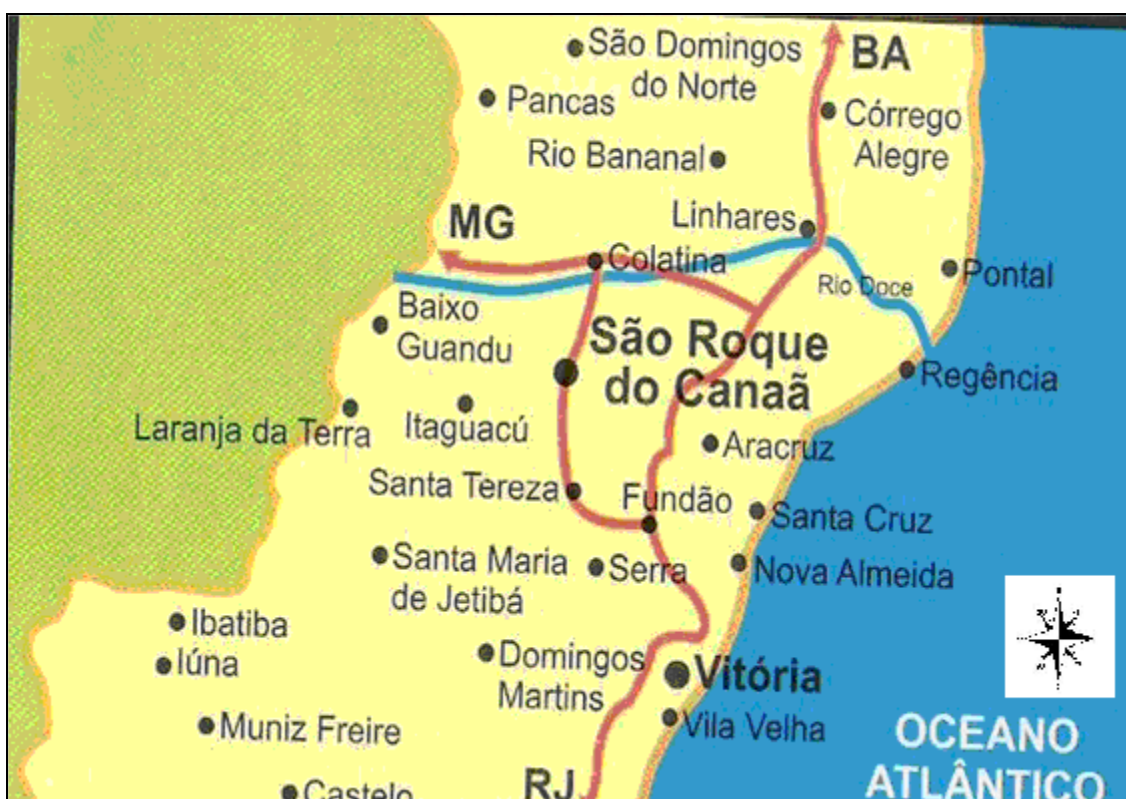 São Domingos
do Norte
BA
Pancas
Córrego
Alegre
Rio Bananal
MG
Linhares
Colatina
Pontal
Rio Doce
Baixo
Guandu
São Roque
do Canaã
Regência
Laranja da Terra
Itaguacú
Aracruz
Santa Tereza
Fundão
Santa Cruz
Santa Maria
de Jetibá
Serra
Nova Almeida
Ibatiba
Iúna
Domingos
Martins
Vitória
Muniz Freire
Vila Velha
OCEANO
ATLÂNTICO
Castelo
RJ